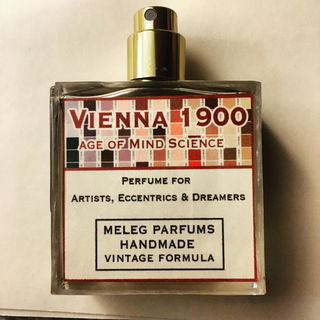 VIENNA 1900
AGE OF MIND SCIENCE
PERFUME FOR
ARTISTS, ECCENTRICS & DREAMERS
MELEG PARFUMS
HANDMADE
VINTAGE FORMULA